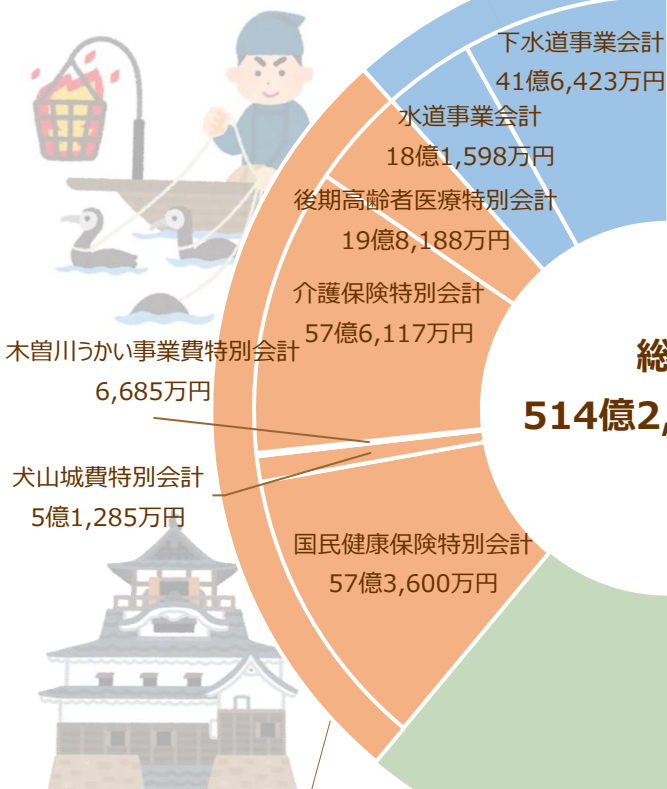 下水道事業会計
41億6,423万円
水道事業会計
18億1,598万円
後期高齢者医療特別会計
19億8,188万円
介護保険特別会計
57億6,117万円
木曽川うかい事業費特別会計
6,685万円
総
514億2,
犬山城費特別会計
5億1,285万円
国民健康保険特別会計
57億3,600万円